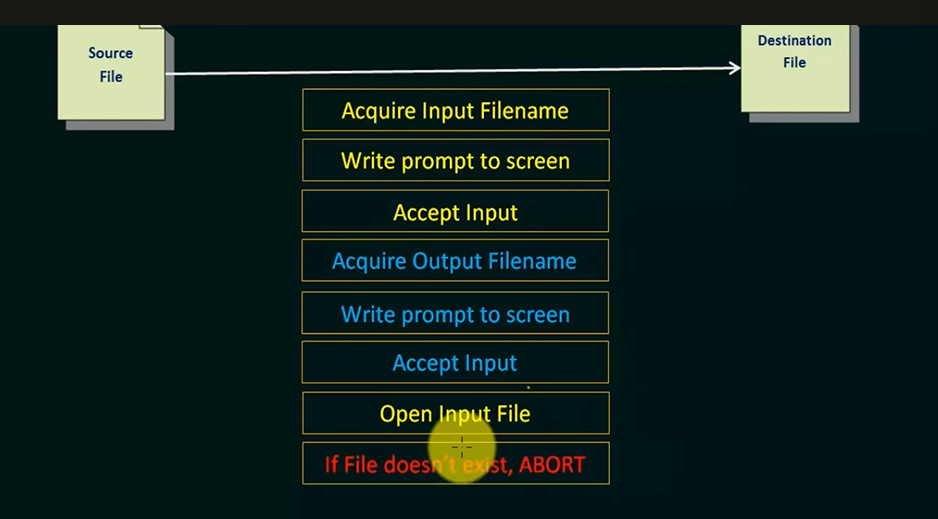 Source
File
Destination
File
Acquire Input Filename
Write prompt to screen
Accept Input
Acquire Output Filename
Write prompt to screen
Accept Input
Open Input File
If File doesn't exist, ABORT